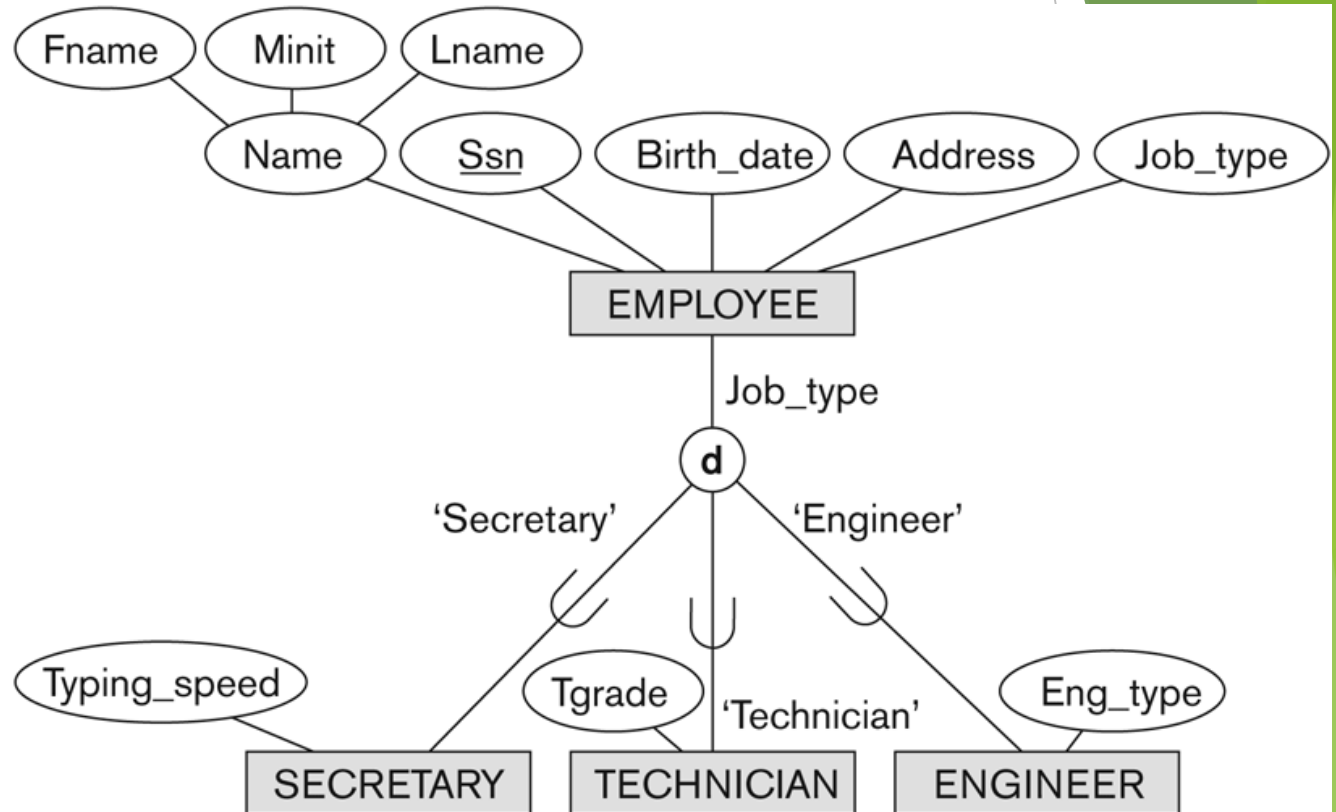 Fname Minit Lname
Name Ssn Birth_date Address Job_type
EMPLOYEE
Job_type
d
‘Secretary’ ‘Engineer’
Typing_speed Tgrade Eng_type
‘Technician’
SECRETARY TECHNICIAN ENGINEER